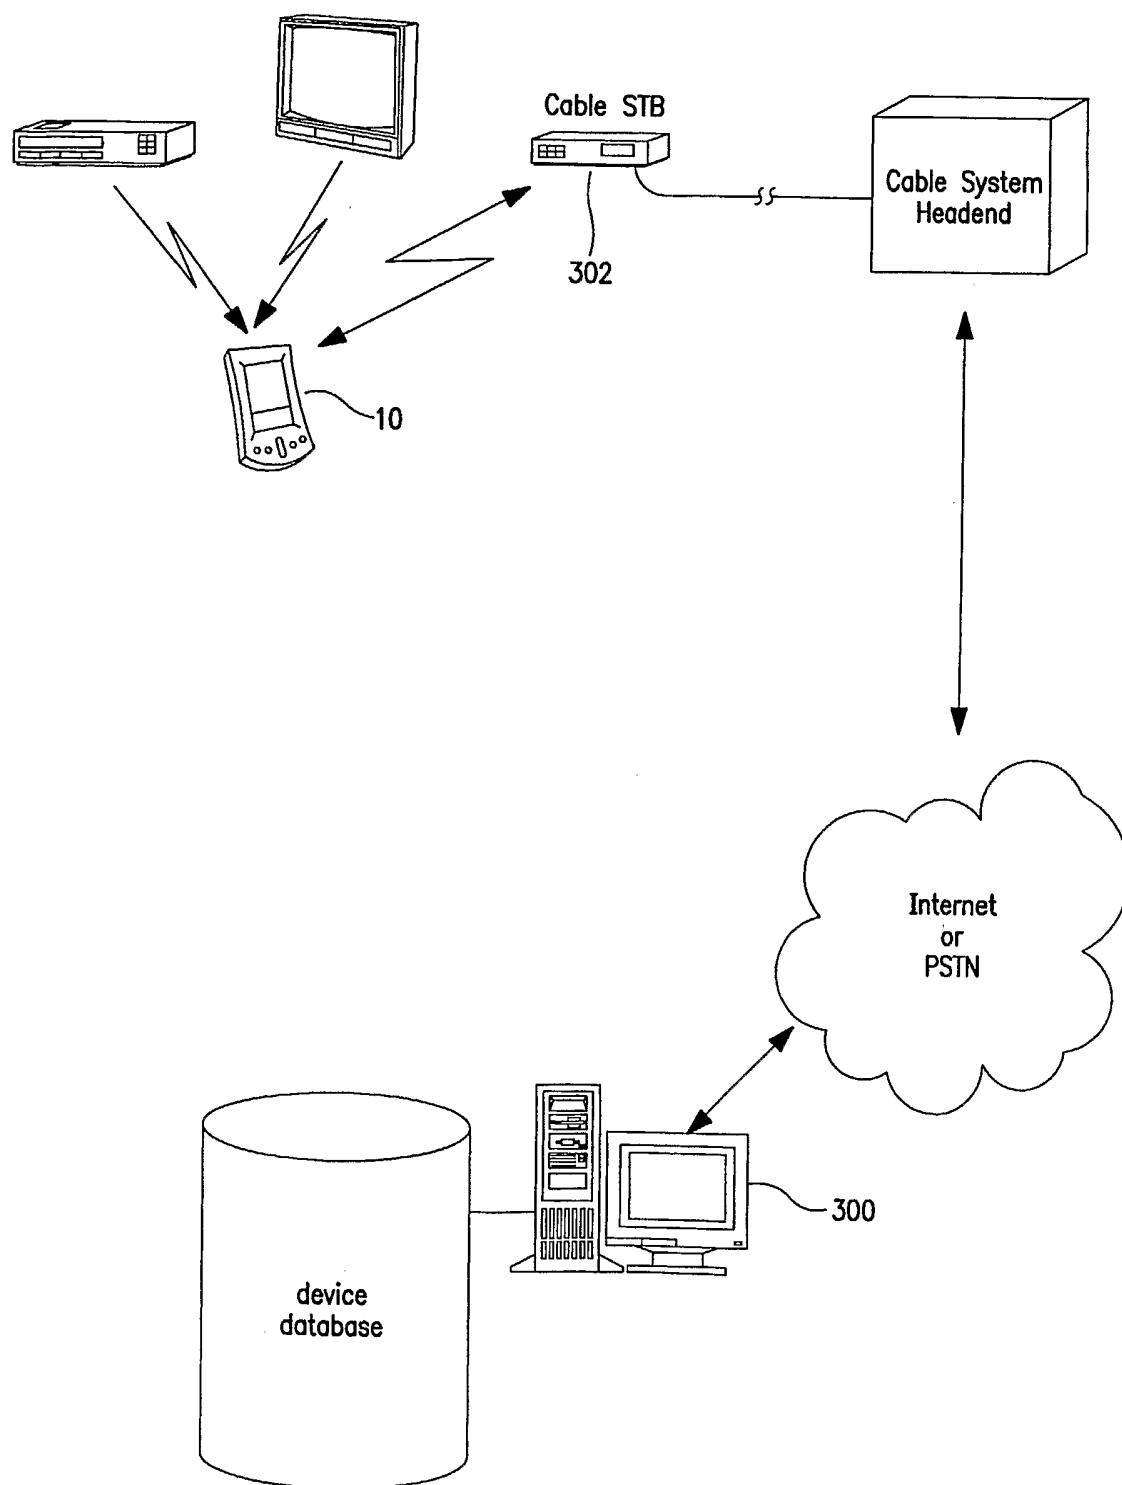 Cable STB
Cable System
Headend
302
10
Internet
or
PSTN
300
device
database